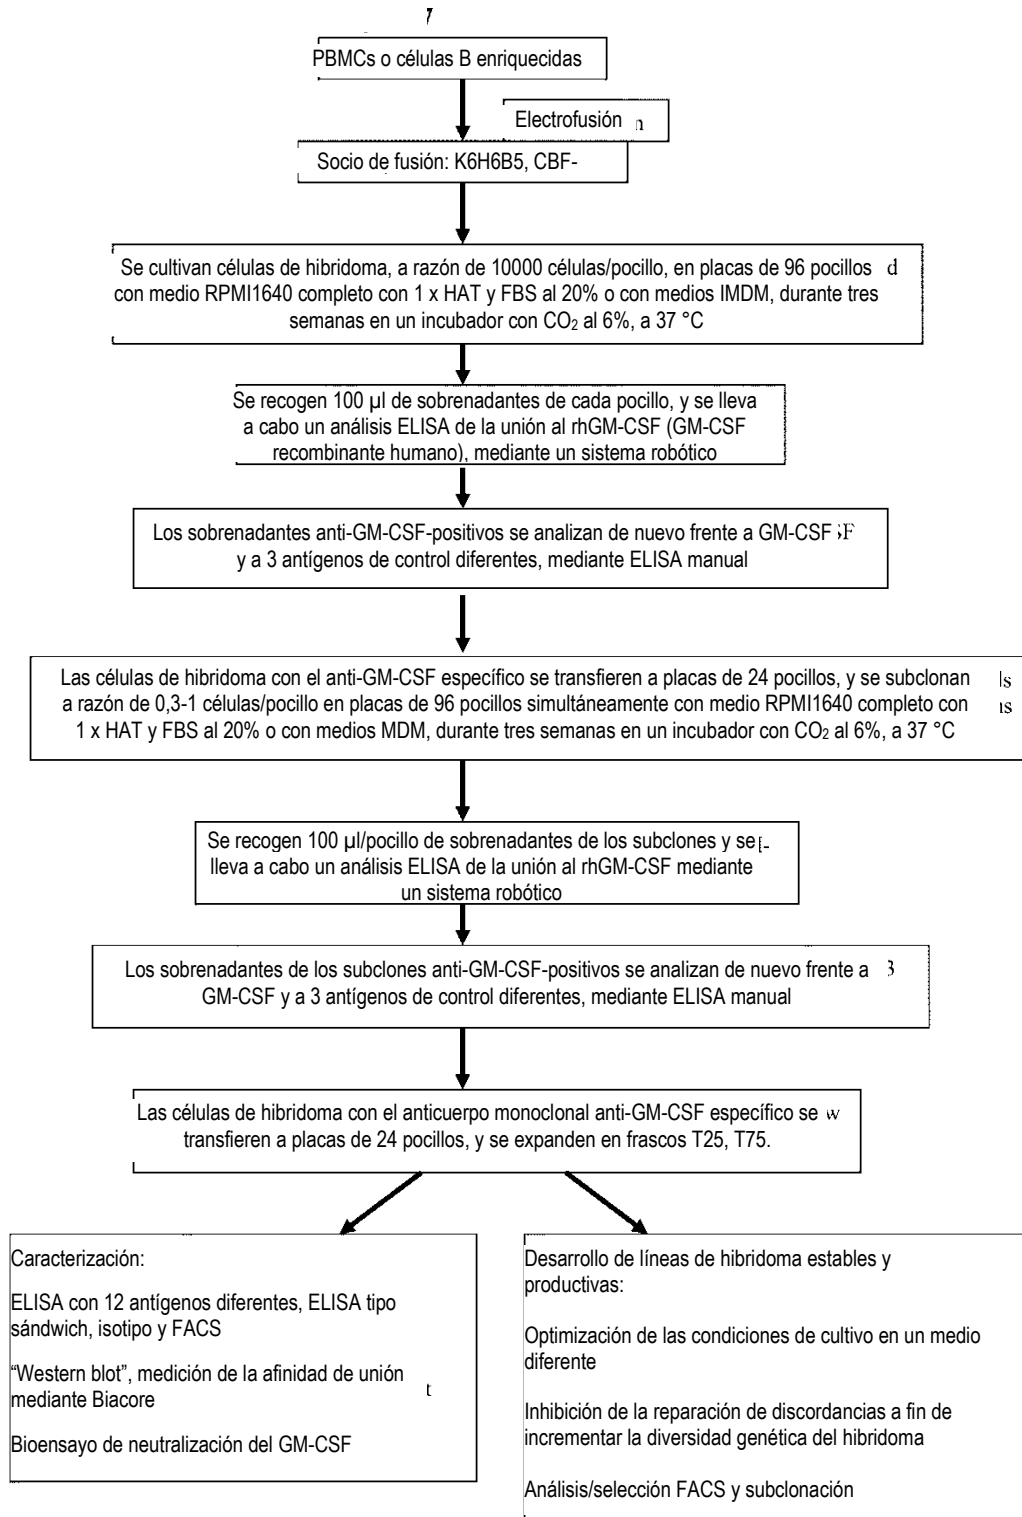 PBMCs o células B enriquecidas
Electrofusión n
Socio de fusión: K6H6B5, CBF-
Se cultivan células de hibridoma, a razón de 10000 células/pocillo, en placas de 96 pocillos d
con medio RPMI1640 completo con 1 x HAT y FBS al 20% o con medios IMDM, durante tres
semanas en un incubador con CO₂ al 6%, a 37 °C
Se recogen 100 µl de sobrenadantes de cada pocillo, y se lleva
a cabo un análisis ELISA de la unión al rhGM-CSF (GM-CSF
recombinante humano), mediante un sistema robótico
Los sobrenadantes anti-GM-CSF-positivos se analizan de nuevo frente a GM-CSF
y a 3 antígenos de control diferentes, mediante ELISA manual
Las células de hibridoma con el anti-GM-CSF específico se transfieren a placas de 24 pocillos, y se subclonan ls
a razón de 0,3-1 células/pocillo en placas de 96 pocillos simultáneamente con medio RPMI1640 completo con is
1 x HAT y FBS al 20% o con medios MDM, durante tres semanas en un incubador con CO₂ al 6%, a 37 °C
Se recogen 100 µl/pocillo de sobrenadantes de los subclones y se
lleva a cabo un análisis ELISA de la unión al rhGM-CSF mediante
un sistema robótico
Los sobrenadantes de los subclones anti-GM-CSF-positivos se analizan de nuevo frente a 3
GM-CSF y a 3 antígenos de control diferentes, mediante ELISA manual
Las células de hibridoma con el anticuerpo monoclonal anti-GM-CSF específico se w
transfieren a placas de 24 pocillos, y se expanden en frascos T25, T75.
Caracterización:
ELISA con 12 antígenos diferentes, ELISA tipo
sándwich, isotipo y FACS
“Western blot”, medición de la afinidad de unión
mediante Biacore t
Bioensayo de neutralización del GM-CSF
Desarrollo de líneas de hibridoma estables y
productivas:
Optimización de las condiciones de cultivo en un medio
diferente
Inhibición de la reparación de discordancias a fin de
incrementar la diversidad genética del hibridoma
Análisis/selección FACS y subclonación